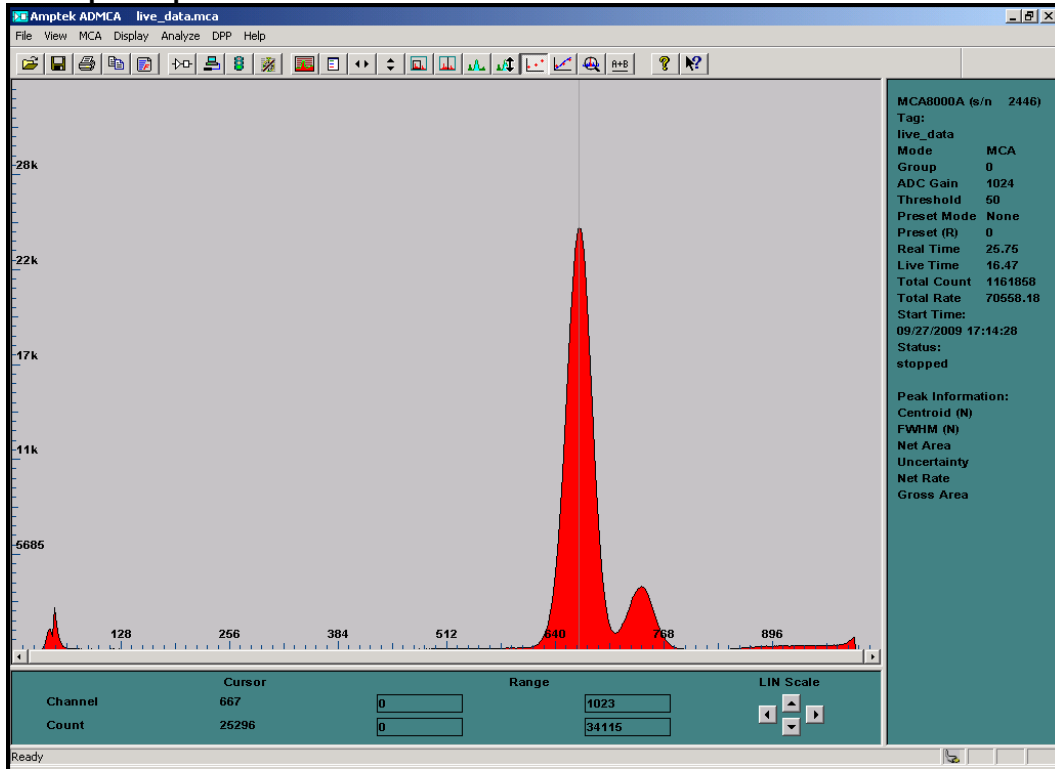 Amptek ADMCA live_data.mca
File View MCA Display Analyze DPP Help
A+B
28k
22k
17k
11k
5685
128 256 384 512 640 768 896
MCA8000A (s/n 2446)
Tag:
live_data
Mode MCA
Group 0
ADC Gain 1024
Threshold 50
Preset Mode None
Preset (R) 0
Real Time 25.75
Live Time 16.47
Total Count 1161858
Total Rate 70558.18
Start Time:
09/27/2009 17:14:28
Status:
stopped
Peak Information:
Centroid (N)
FWHM (N)
Net Area
Uncertainty
Net Rate
Gross Area
Cursor Range LIN Scale
Channel 667 0 1023
Count 25296 0 34115
Ready